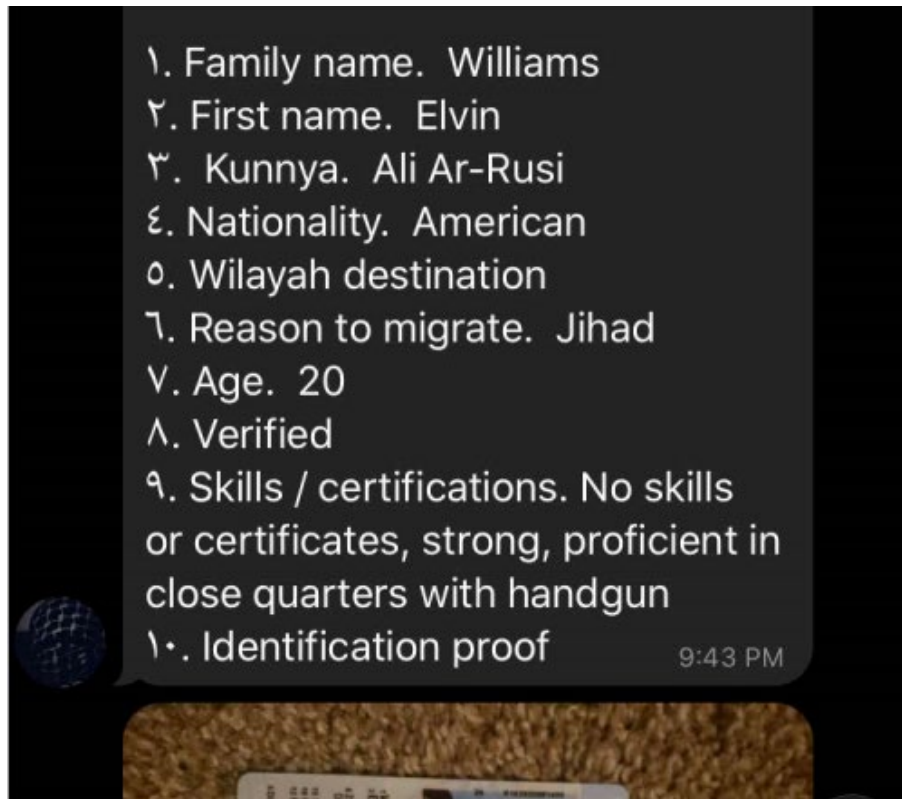 ١. Family name.  Williams
٢. First name.  Elvin
٣.  Kunnya.  Ali Ar-Rusi
٤. Nationality.  American
٥. Wilayah destination
٦. Reason to migrate.  Jihad
٧. Age.  20
٨. Verified
٩. Skills / certifications. No skills
or certificates, strong, proficient in
close quarters with handgun
١٠. Identification proof
9:43 PM